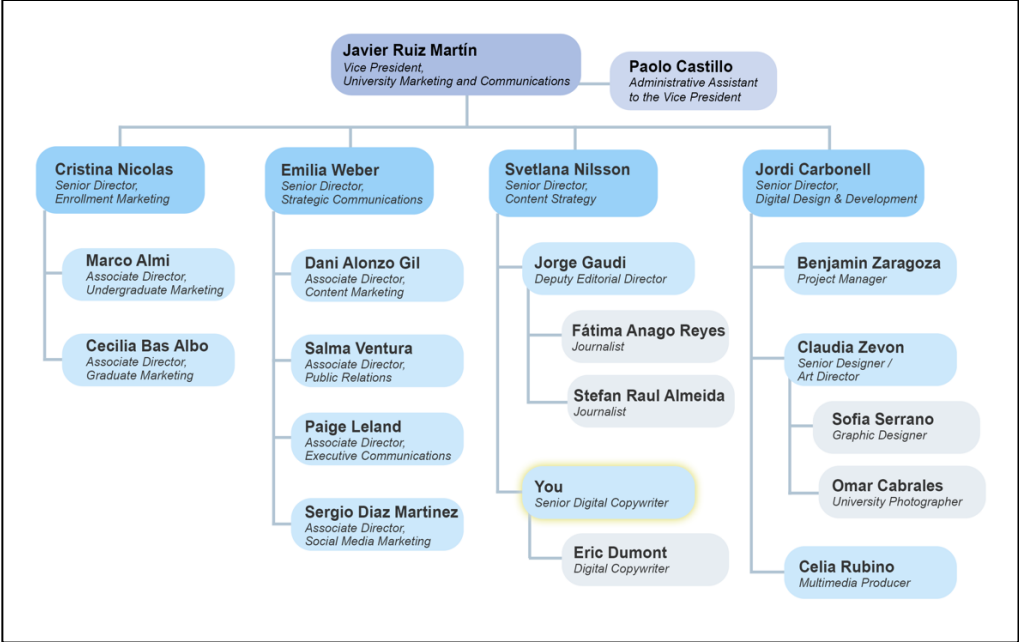 Javier Ruiz Martín
Vice President,
University Marketing and Communications
Paolo Castillo
Administrative Assistant
to the Vice President
Cristina Nicolas
Senior Director,
Enrollment Marketing
Marco Almi
Associate Director,
Undergraduate Marketing
Cecilia Bas Albo
Associate Director,
Graduate Marketing
Emilia Weber
Senior Director,
Strategic Communications
Dani Alonzo Gil
Associate Director,
Content Marketing
Salma Ventura
Associate Director,
Public Relations
Paige Leland
Associate Director,
Executive Communications
Sergio Diaz Martinez
Associate Director,
Social Media Marketing
Svetlana Nilsson
Senior Director,
Content Strategy
Jorge Gaudi
Deputy Editorial Director
Fátima Anago Reyes
Journalist
Stefan Raul Almeida
Journalist
You
Senior Digital Copywriter
Eric Dumont
Digital Copywriter
Jordi Carbonell
Senior Director,
Digital Design & Development
Benjamin Zaragoza
Project Manager
Claudia Zevon
Senior Designer /
Art Director
Sofia Serrano
Graphic Designer
Omar Cabrales
University Photographer
Celia Rubino
Multimedia Producer